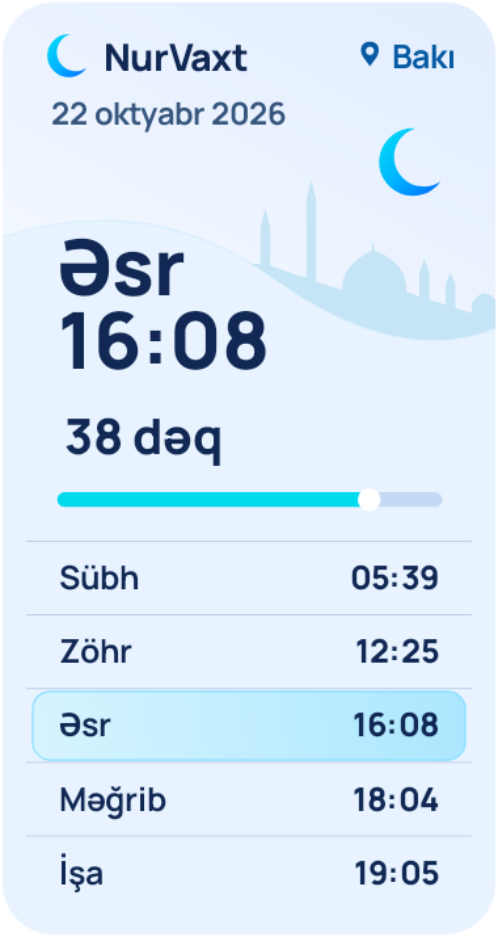 NurVaxt
Bakı
22 oktyabr 2026
Əsr
16:08
38 dəq
Sübh 05:39
Zöhr 12:25
Əsr 16:08
Məğrib 18:04
İşa 19:05